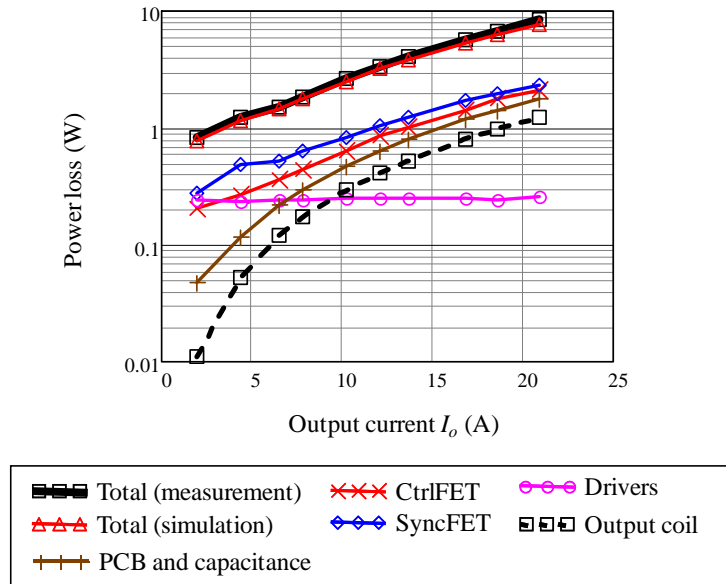 10
1
0.1
0.01
Power loss (W)
0 5 10 15 20 25
Output current Io (A)
Total (measurement) CtrlFET Drivers
Total (simulation) SyncFET Output coil
PCB and capacitance